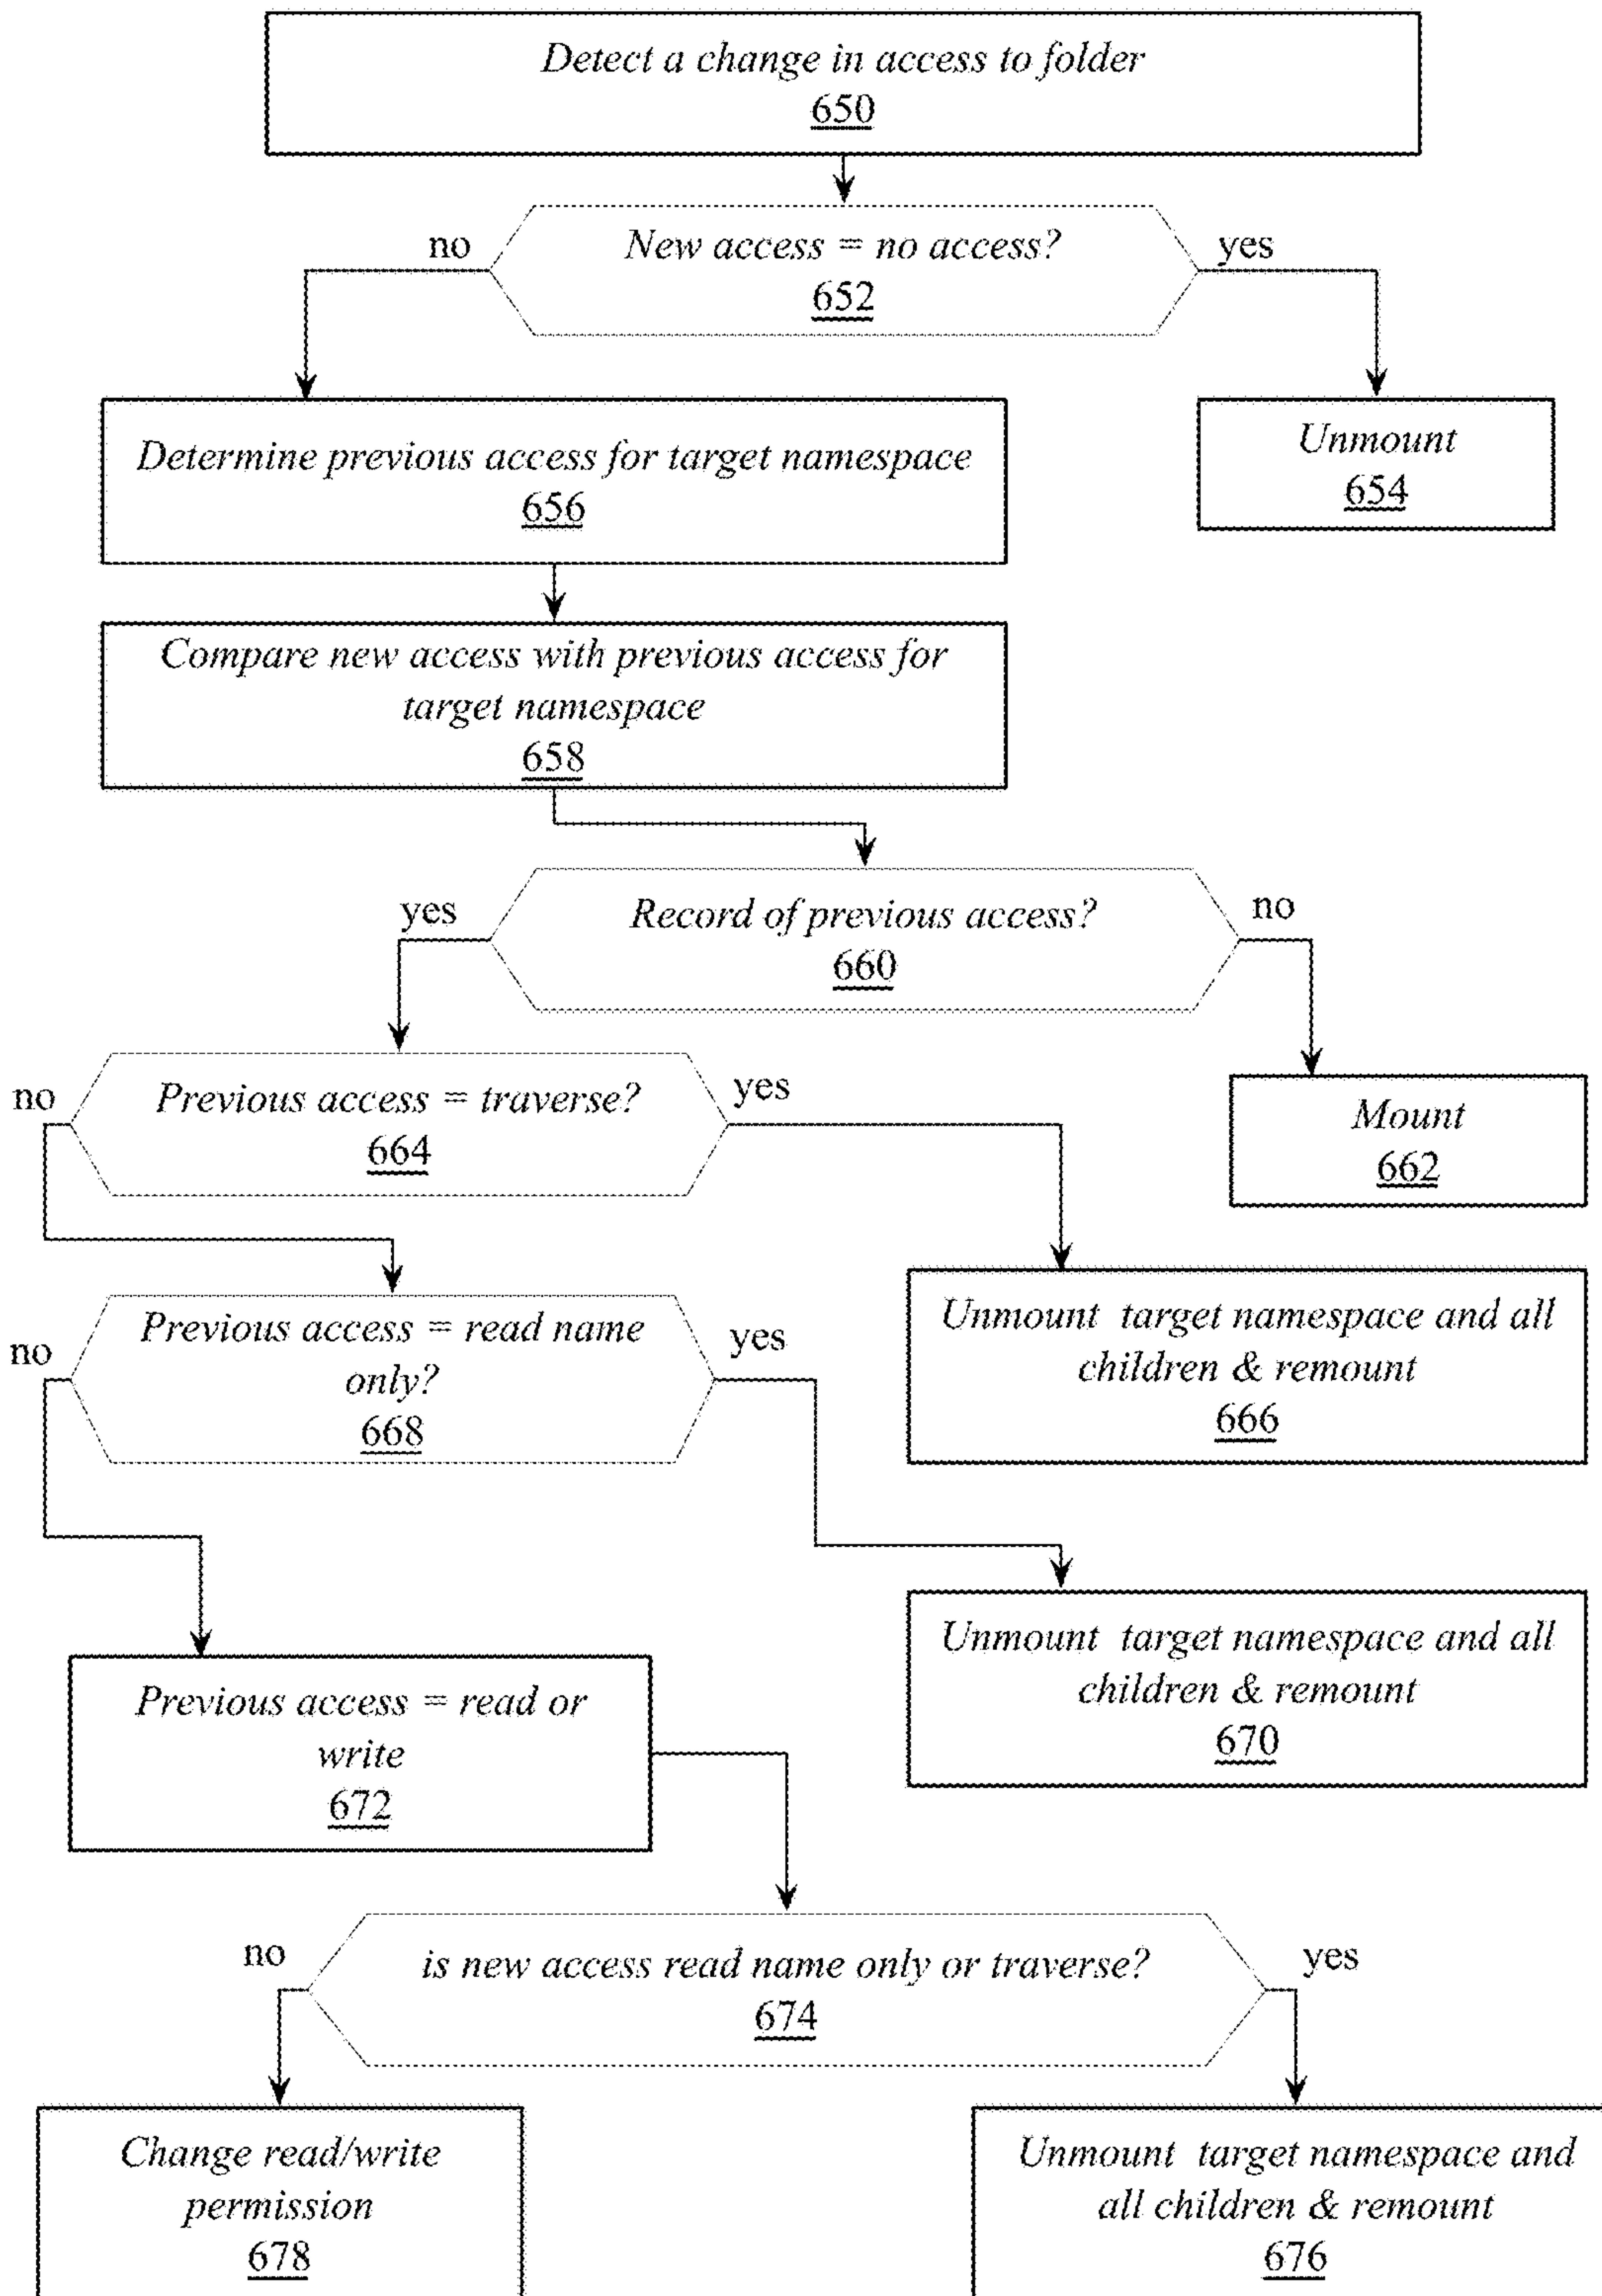 Detect a change in access to folder
650
New access = no access?
652
no
yes
Determine previous access for target namespace
656
Unmount
654
Compare new access with previous access for
target namespace
658
Record of previous access?
660
yes
no
Previous access = traverse?
664
no
yes
Mount
662
Previous access = read name
only?
668
no
yes
Unmount target namespace and all
children & remount
666
Unmount target namespace and all
children & remount
670
Previous access = read or
write
672
is new access read name only or traverse?
674
no
yes
Change read/write
permission
678
Unmount target namespace and
all children & remount
676